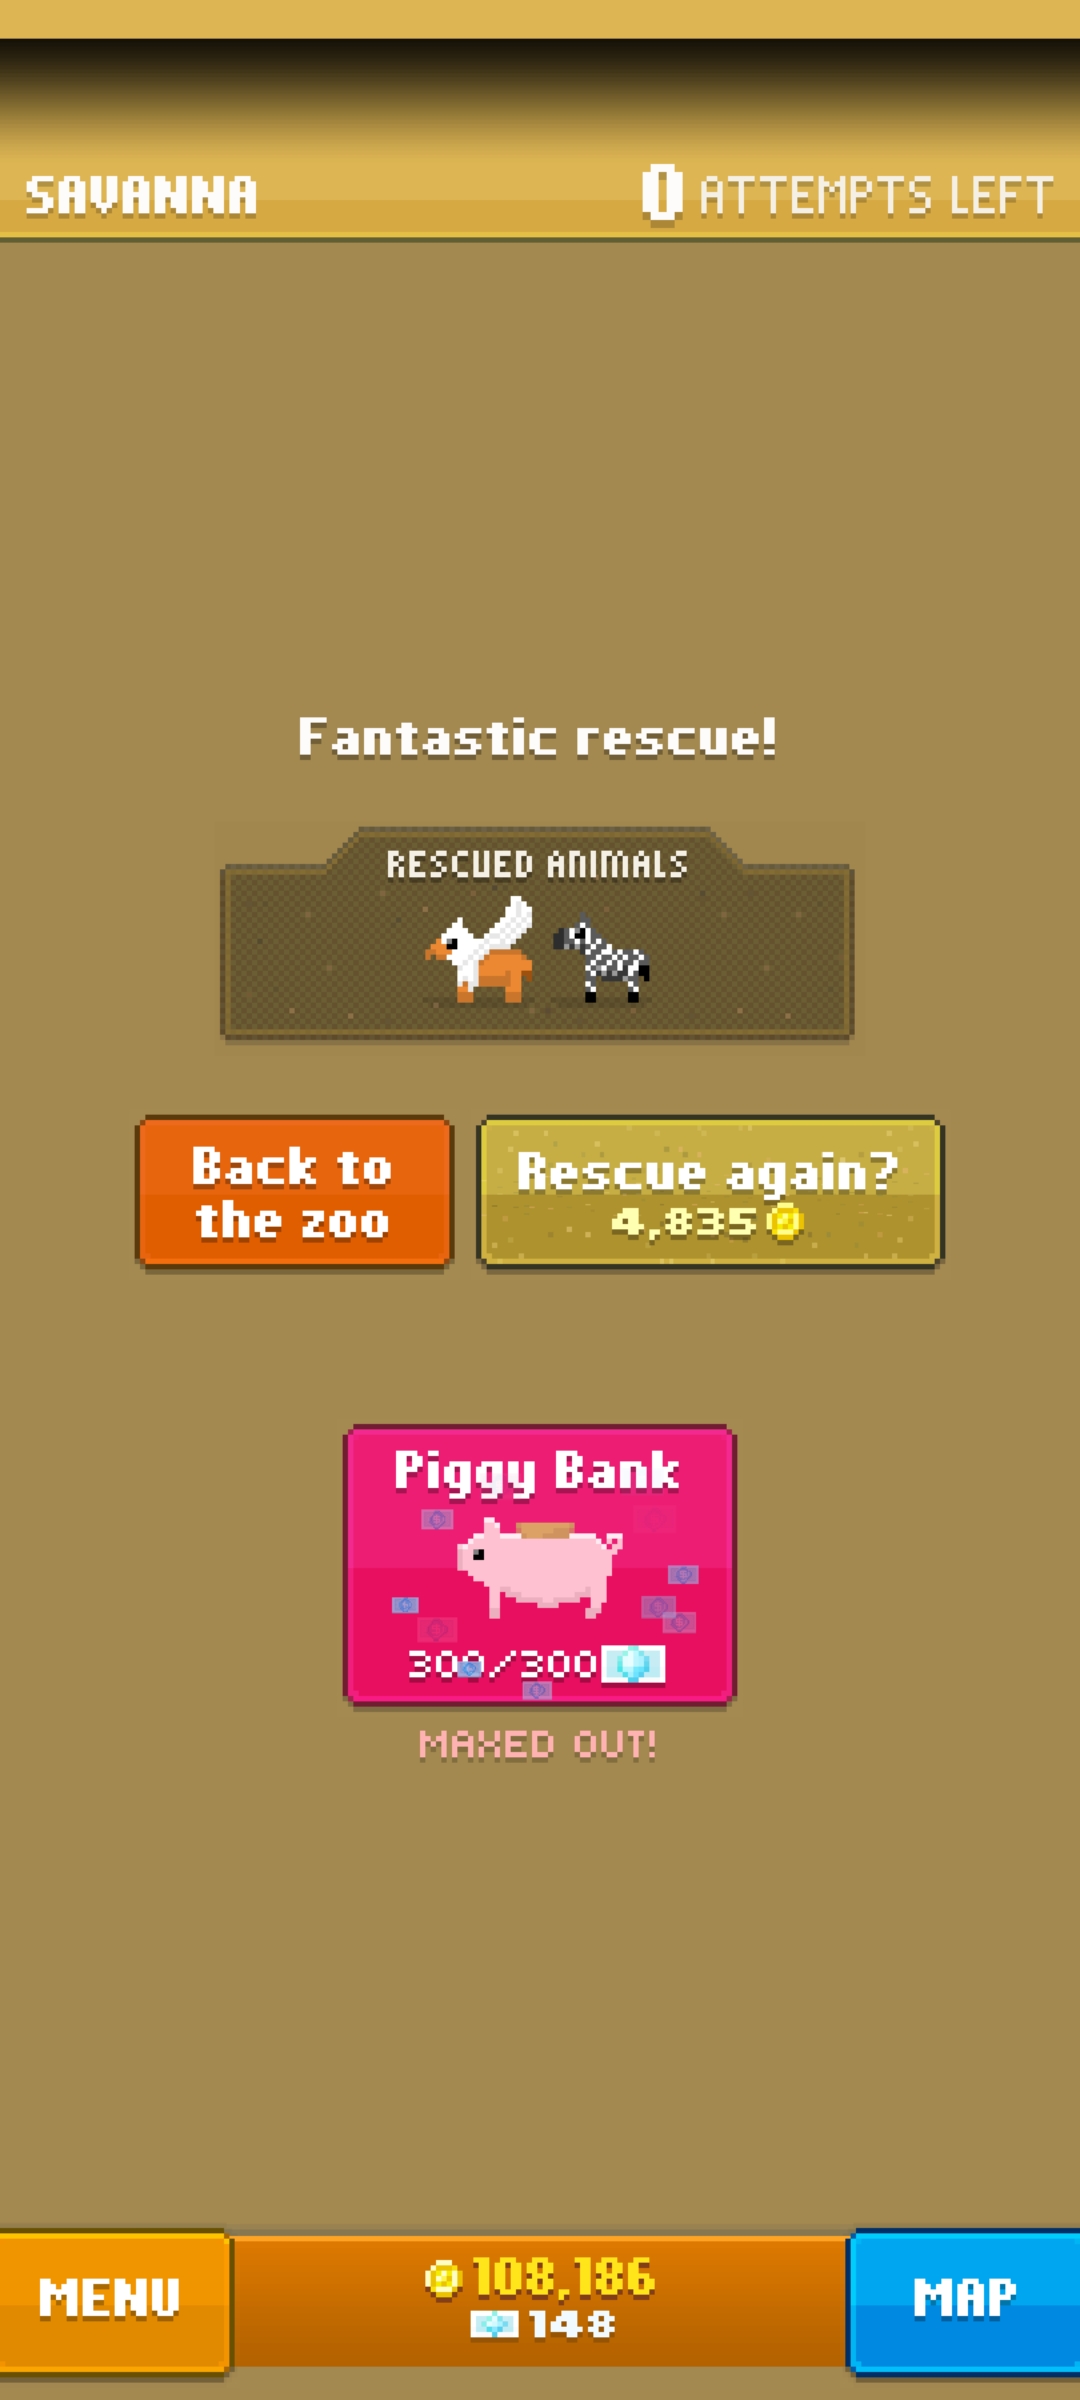 SAVANNA
0 ATTEMPTS LEFT
Fantastic rescue!
RESCUED ANIMALS
Back to
the zoo
Rescue again?
4,835
Piggy Bank
300/300
MAXED OUT!
MENU
108,186
148
MAP